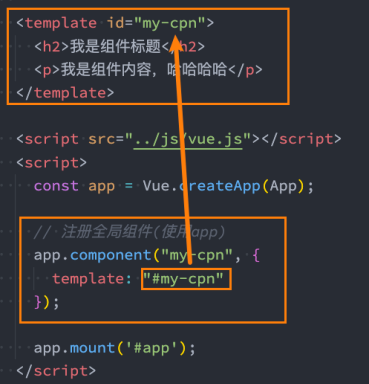 <template id="my-cpn">
<h2>我是组件标题</h2>
<p>我是组件内容，哈哈哈哈</p>
</template>
<script src="../js/vue.js"></script>
<script>
const app = Vue.createApp(App);
// 注册全局组件(使用app)
app.component("my-cpn", {
template: "#my-cpn"
});
app.mount('#app');
</script>